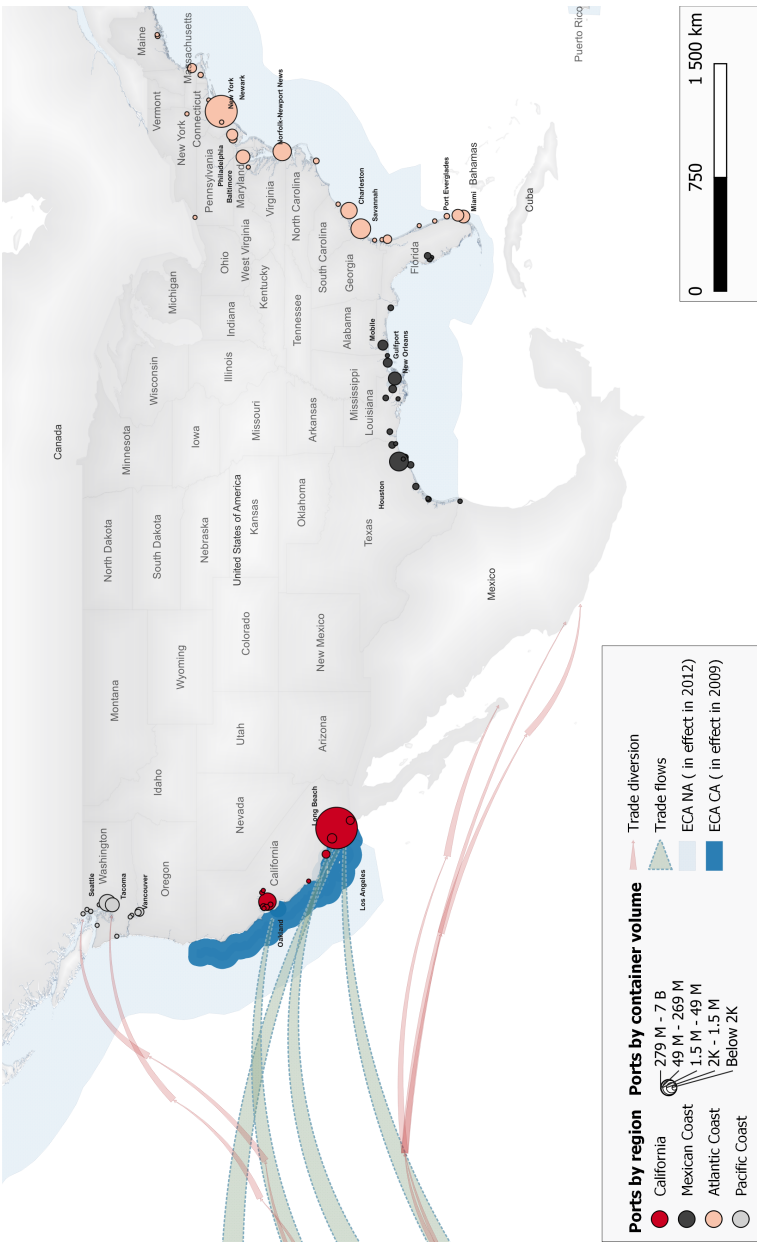 Canada
Washington
Seattle
Tacoma
Vancouver
Oregon
Idaho
Montana
North Dakota
Minnesota
Wisconsin
Michigan
Vermont
Maine
Massachusetts
New York
Connecticut
New York
Newark
Pennsylvania
Philadelphia
Baltimore
Maryland
Norfolk-Newport News
Wyoming
South Dakota
Iowa
Nebraska
Illinois
Indiana
Ohio
West Virginia
Virginia
Kentucky
Nevada
Utah
Colorado
United States of America
Kansas
Missouri
California
Oakland
Long Beach
Los Angeles
Arizona
New Mexico
Oklahoma
Arkansas
Tennessee
North Carolina
South Carolina
Charleston
Savannah
Georgia
Alabama
Mississippi
Louisiana
Texas
Houston
Mobile
Gulfport
New Orleans
Florida
Port Everglades
Miami
Bahamas
Cuba
Puerto Rico
Mexico
Ports by region
California
Mexican Coast
Atlantic Coast
Pacific Coast
Ports by container volume
279 M - 7 B
49 M - 269 M
1.5 M - 49 M
2K - 1.5 M
Below 2K
Trade diversion
Trade flows
ECA NA ( in effect in 2012)
ECA CA ( in effect in 2009)
0
750
1 500 km